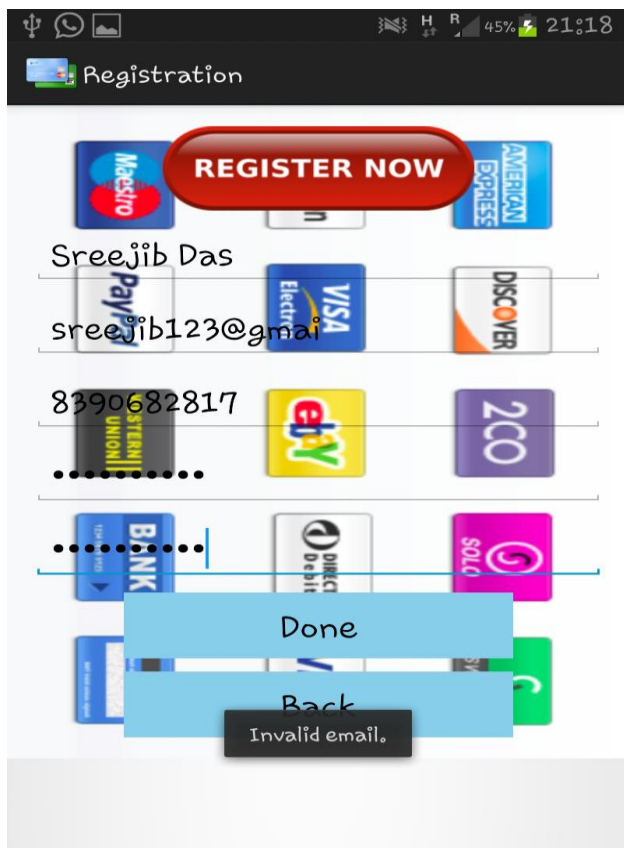 H R 45% 21:18
Registration
REGISTER NOW
Maestro
AMERICAN EXPRESS
Sreejib Das
PayPal
VISA
Electron
DISCOVER
sreejib123@gmai
8390682817
WESTERN UNION
ebay
2CO
••••••••••
••••••••••
BANK
DIRECT
Debit
SOLO
Done
Back
Invalid email.